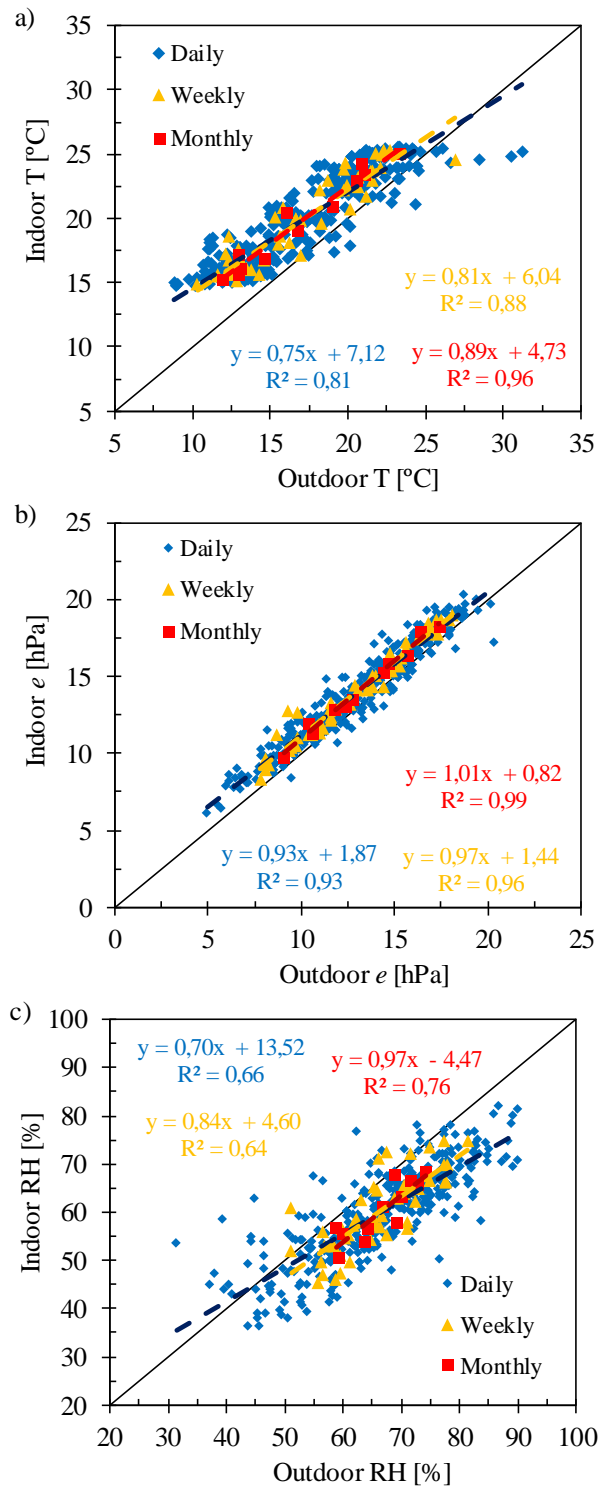 a)
35
30
25
20
15
10
5
Indoor T [ºC]
Daily
Weekly
Monthly
y = 0,81x + 6,04
R² = 0,88
y = 0,75x + 7,12
R² = 0,81
y = 0,89x + 4,73
R² = 0,96
5 10 15 20 25 30 35
Outdoor T [ºC]
b)
25
20
15
10
5
0
Indoor e [hPa]
Daily
Weekly
Monthly
y = 1,01x + 0,82
R² = 0,99
y = 0,93x + 1,87
R² = 0,93
y = 0,97x + 1,44
R² = 0,96
0 5 10 15 20 25
Outdoor e [hPa]
c)
100
90
80
70
60
50
40
30
20
Indoor RH [%]
y = 0,70x + 13,52
R² = 0,66
y = 0,97x - 4,47
R² = 0,76
y = 0,84x + 4,60
R² = 0,64
Daily
Weekly
Monthly
20 30 40 50 60 70 80 90 100
Outdoor RH [%]